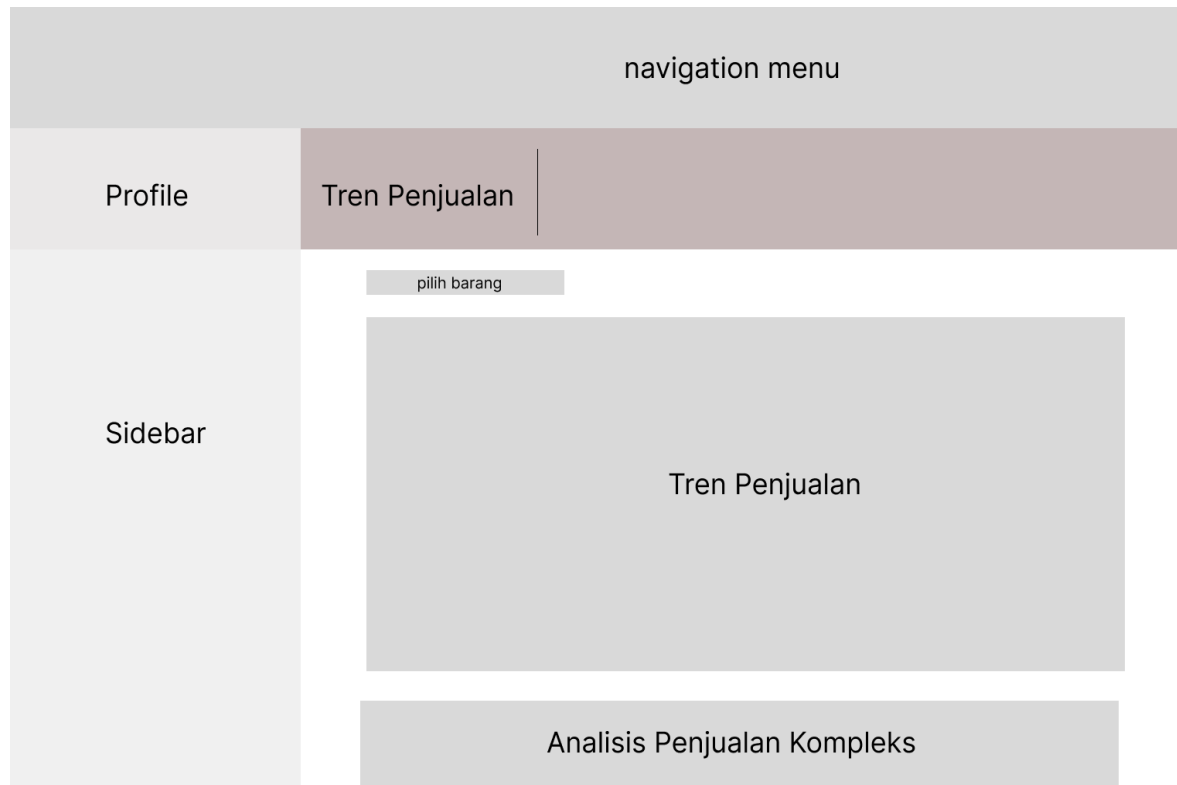 navigation menu
Profile
Tren Penjualan
pilih barang
Sidebar
Tren Penjualan
Analisis Penjualan Kompleks